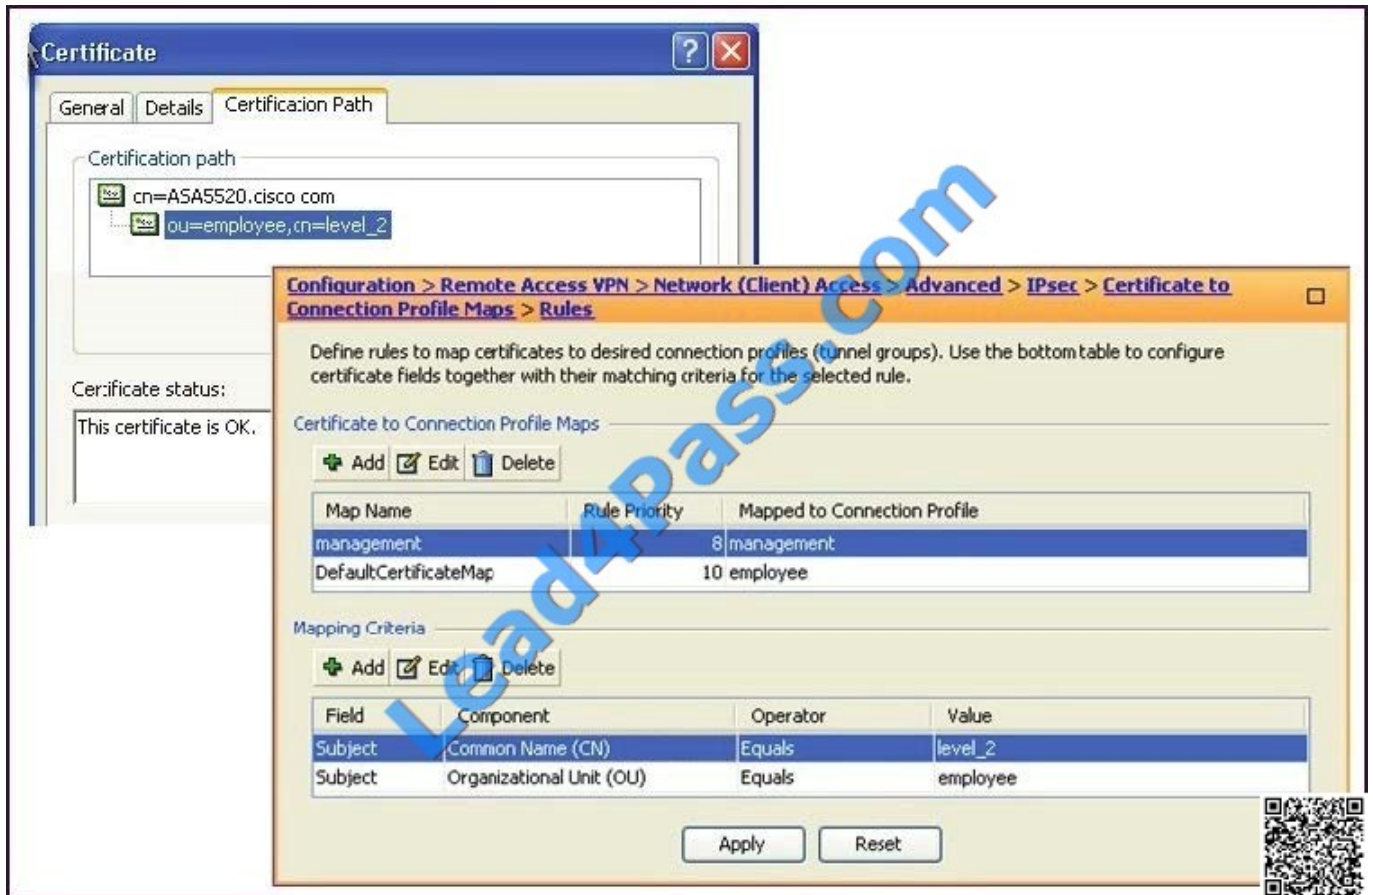 Certificate
General Details Certification Path
Certification path
cn=ASA5520.cisco com
ou=employee,cn=level_2
Certificate status:
This certificate is OK.
Configuration > Remote Access VPN > Network (Client) Access > Advanced > IPsec > Certificate to
Connection Profile Maps > Rules
Define rules to map certificates to desired connection profiles (tunnel groups). Use the bottom table to configure
certificate fields together with their matching criteria for the selected rule.
Certificate to Connection Profile Maps
Add Edit Delete
Map Name Rule Priority Mapped to Connection Profile
management 8 management
DefaultCertificateMap 10 employee
Mapping Criteria
Add Edit Delete
Field Component Operator Value
Subject Common Name (CN) Equals level_2
Subject Organizational Unit (OU) Equals employee
Apply Reset
Lead4Pass.com